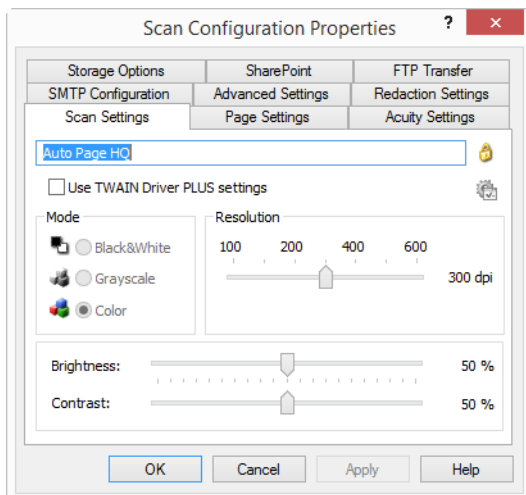 Scan Configuration Properties ? ×
Storage Options SharePoint FTP Transfer
SMTP Configuration Advanced Settings Redaction Settings
Scan Settings Page Settings Acuity Settings
Auto Page HQ
Use TWAIN Driver PLUS settings
Mode Resolution
Black&White 100 200 400 600
Grayscale 300 dpi
Color
Brightness: 50 %
Contrast: 50 %
OK Cancel Apply Help